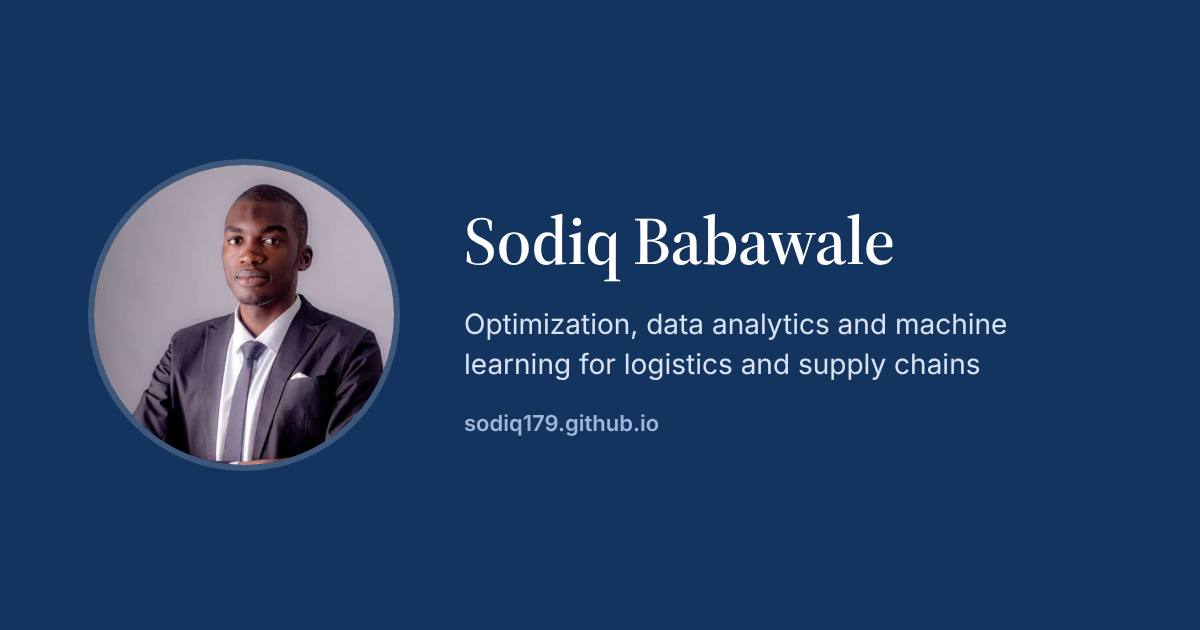 Sodiq Babawale
Optimization, data analytics and machine
learning for logistics and supply chains
sodiq179.github.io